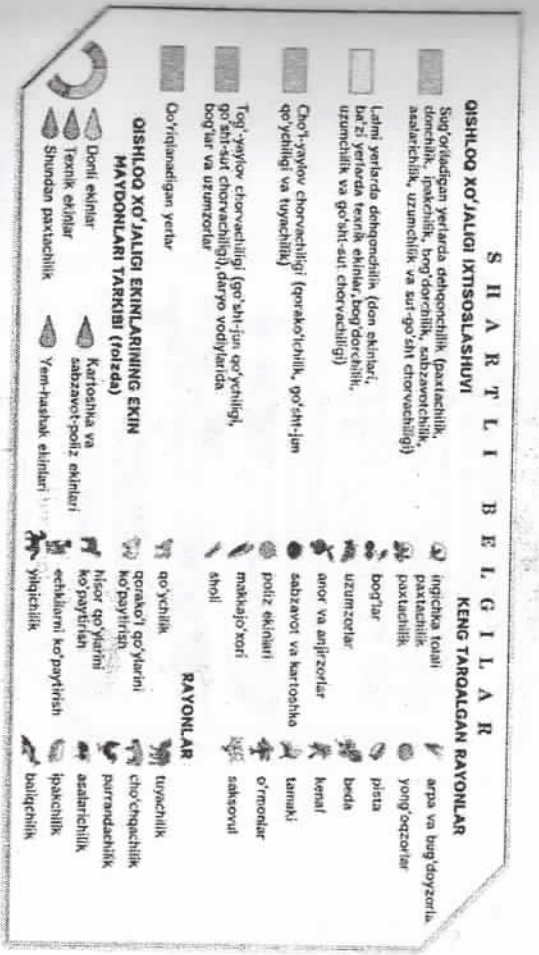 SHARTLI BELGILAR
QISHLOQ XO'JALIGI IXTISOSLASHUVI
Sug'oriladigan yerlarda dehqonchilik (paxtachilik,
donchilik, ipakchilik, bog'dorchilik, sabzavotchilik,
asalarichilik, uzumchilik va sut-go'sht chorvachiligi)
Lalmi yerlarda dehqonchilik (don ekinlari,
ba'zi yerlarda texnik ekinlar, bog'dorchilik,
uzumchilik va go'sht-sut chorvachiligi)
Cho'l-yaylov chorvachiligi (qorako'lchilik, go'sht-jun
qo'ychiligi va tuyachilik)
Tog'-yaylov chorvachiligi (go'sht-jun qo'ychiligi,
go'sht-sut chorvachiligi), daryo vodiylarida
bog'lar va uzumzorlar
Qo'riqlanadigan yerlar
QISHLOQ XO'JALIGI EKINLARINING EKIN
MAYDONLARI TARKIBI (foizda)
Donli ekinlar
Texnik ekinlar
Shundan paxtachilik
Kartoshka va
sabzavot-poliz ekinlari
Yem-hashak ekinlari
KENG TARQALGAN RAYONLAR
ingichka tolali
paxtachilik
paxtachilik
bog'lar
uzumzorlar
anor va anjirzorlar
sabzavot va kartoshka
poliz ekinlari
makkajo'xori
sholi
arpa va bug'doyzorla
yong'oqzorlar
pista
beda
kenaf
tamaki
o'rmonlar
saksovul
RAYONLAR
qo'ychilik
qorako'l qo'ylarini
ko'paytirish
hisor qo'ylarini
ko'paytirish
echkilarni ko'paytirish
yilqichilik
tuyachilik
cho'chqachilik
parrandachilik
asalarichilik
ipakchilik
baliqchilik